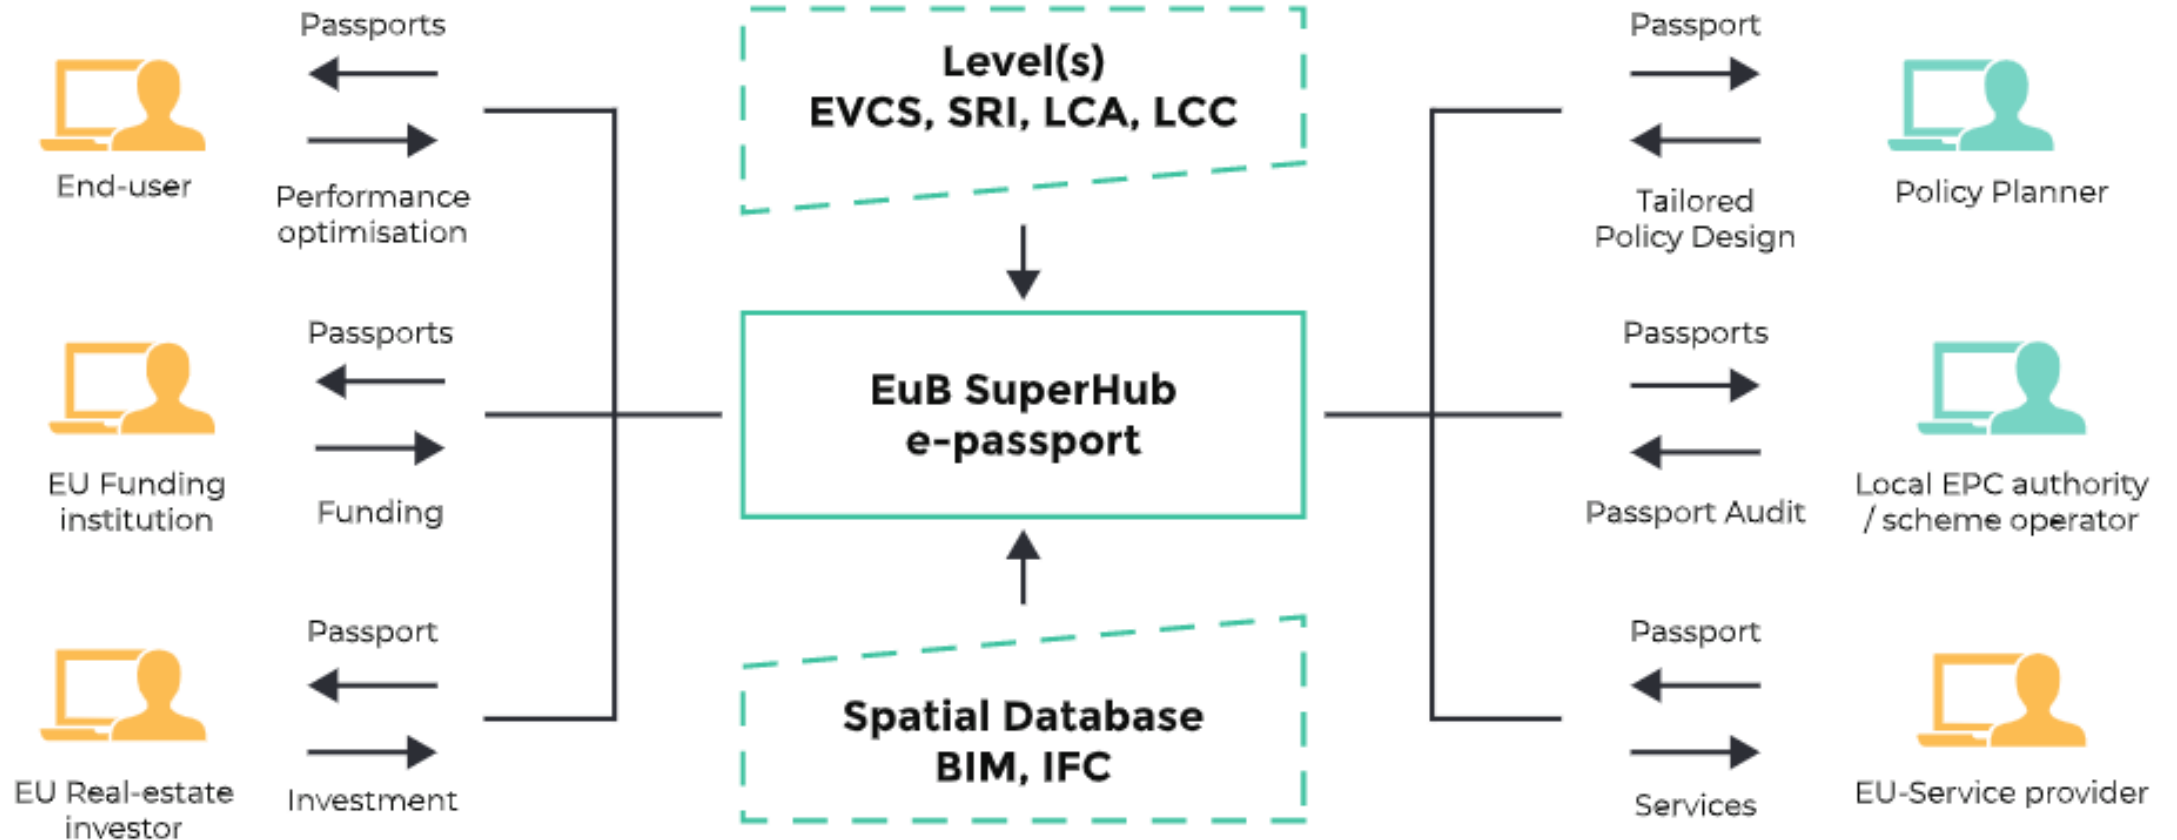 Passports
End-user
Performance
optimisation
Passports
EU Funding
institution
Funding
Passport
EU Real-estate
investor
Investment
Level(s)
EVCS, SRI, LCA, LCC
EuB SuperHub
e-passport
Spatial Database
BIM, IFC
Passport
Tailored
Policy Design
Policy Planner
Passports
Passport Audit
Local EPC authority
/ scheme operator
Passport
Services
EU-Service provider